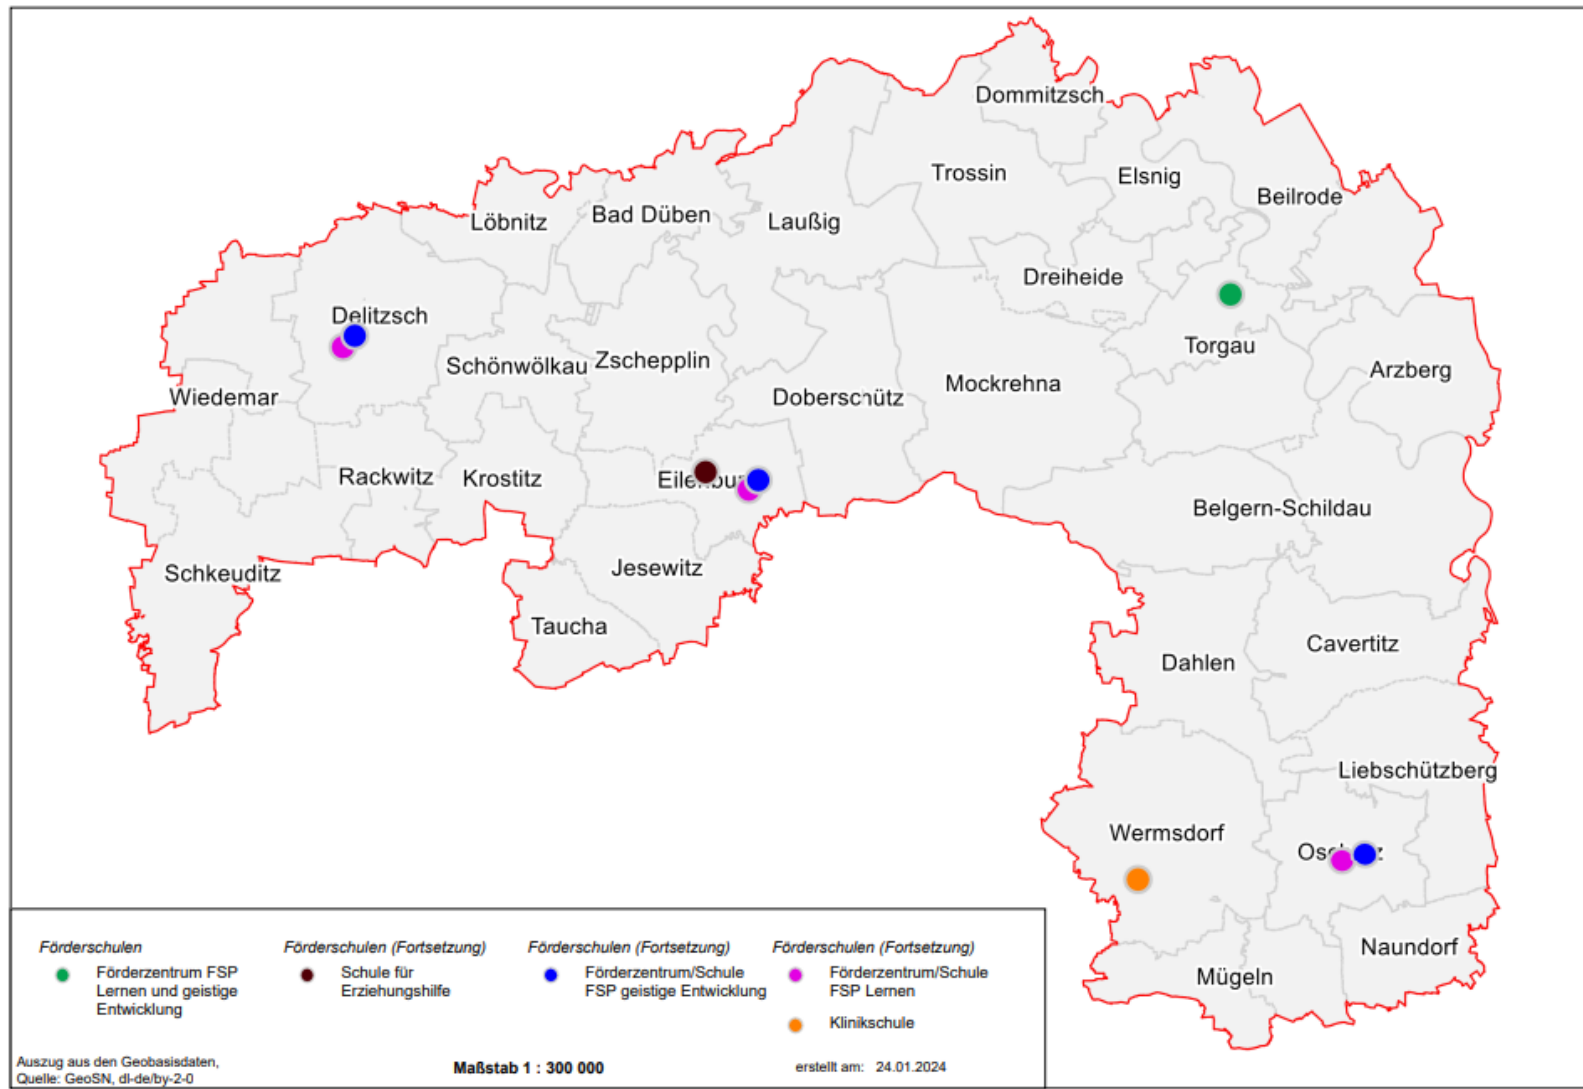 Dommitzsch
Trossin
Elsnig
Beilrode
Löbnitz
Bad Düben
Laußig
Dreiheide
Delitzsch
Torgau
Schönwölkau
Zschepplin
Arzberg
Wiedemar
Doberschütz
Mockrehna
Rackwitz
Krostitz
Eilenburg
Belgern-Schildau
Schkeuditz
Jesewitz
Taucha
Cavertitz
Dahlen
Liebschützberg
Wermsdorf
Oschatz
Naundorf
Mügeln
Förderschulen
Förderzentrum FSP
Lernen und geistige
Entwicklung
Förderschulen (Fortsetzung)
Schule für
Erziehungshilfe
Förderschulen (Fortsetzung)
Förderzentrum/Schule
FSP geistige Entwicklung
Förderschulen (Fortsetzung)
Förderzentrum/Schule
FSP Lernen
Klinikschule
Auszug aus den Geobasisdaten,
Quelle: GeoSN, dl-de/by-2-0
Maßstab 1 : 300 000
erstellt am: 24.01.2024